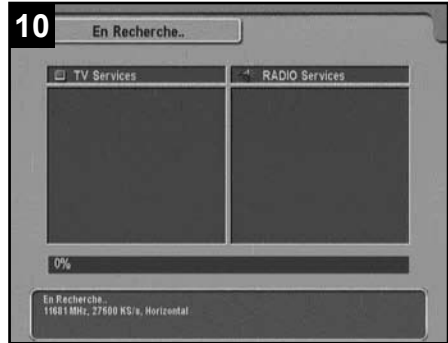 10
En Recherche..
TV Services
RADIO Services
0%
En Recherche..
11681 MHz, 27500 KS/s, Horizontal